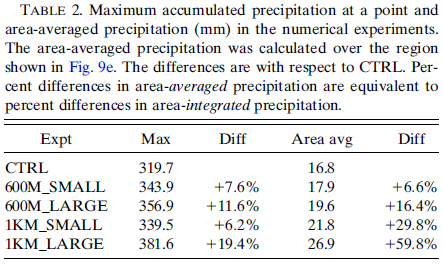 TABLE 2. Maximum accumulated precipitation at a point and
area-averaged precipitation (mm) in the numerical experiments.
The area-averaged precipitation was calculated over the region
shown in Fig. 9e. The differences are with respect to CTRL. Per-
cent differences in area-averaged precipitation are equivalent to
percent differences in area-integrated precipitation.
Expt Max Diff Area avg Diff
CTRL 319.7 16.8
600M_SMALL 343.9 +7.6% 17.9 +6.6%
600M_LARGE 356.9 +11.6% 19.6 +16.4%
1KM_SMALL 339.5 +6.2% 21.8 +29.8%
1KM_LARGE 381.6 +19.4% 26.9 +59.8%